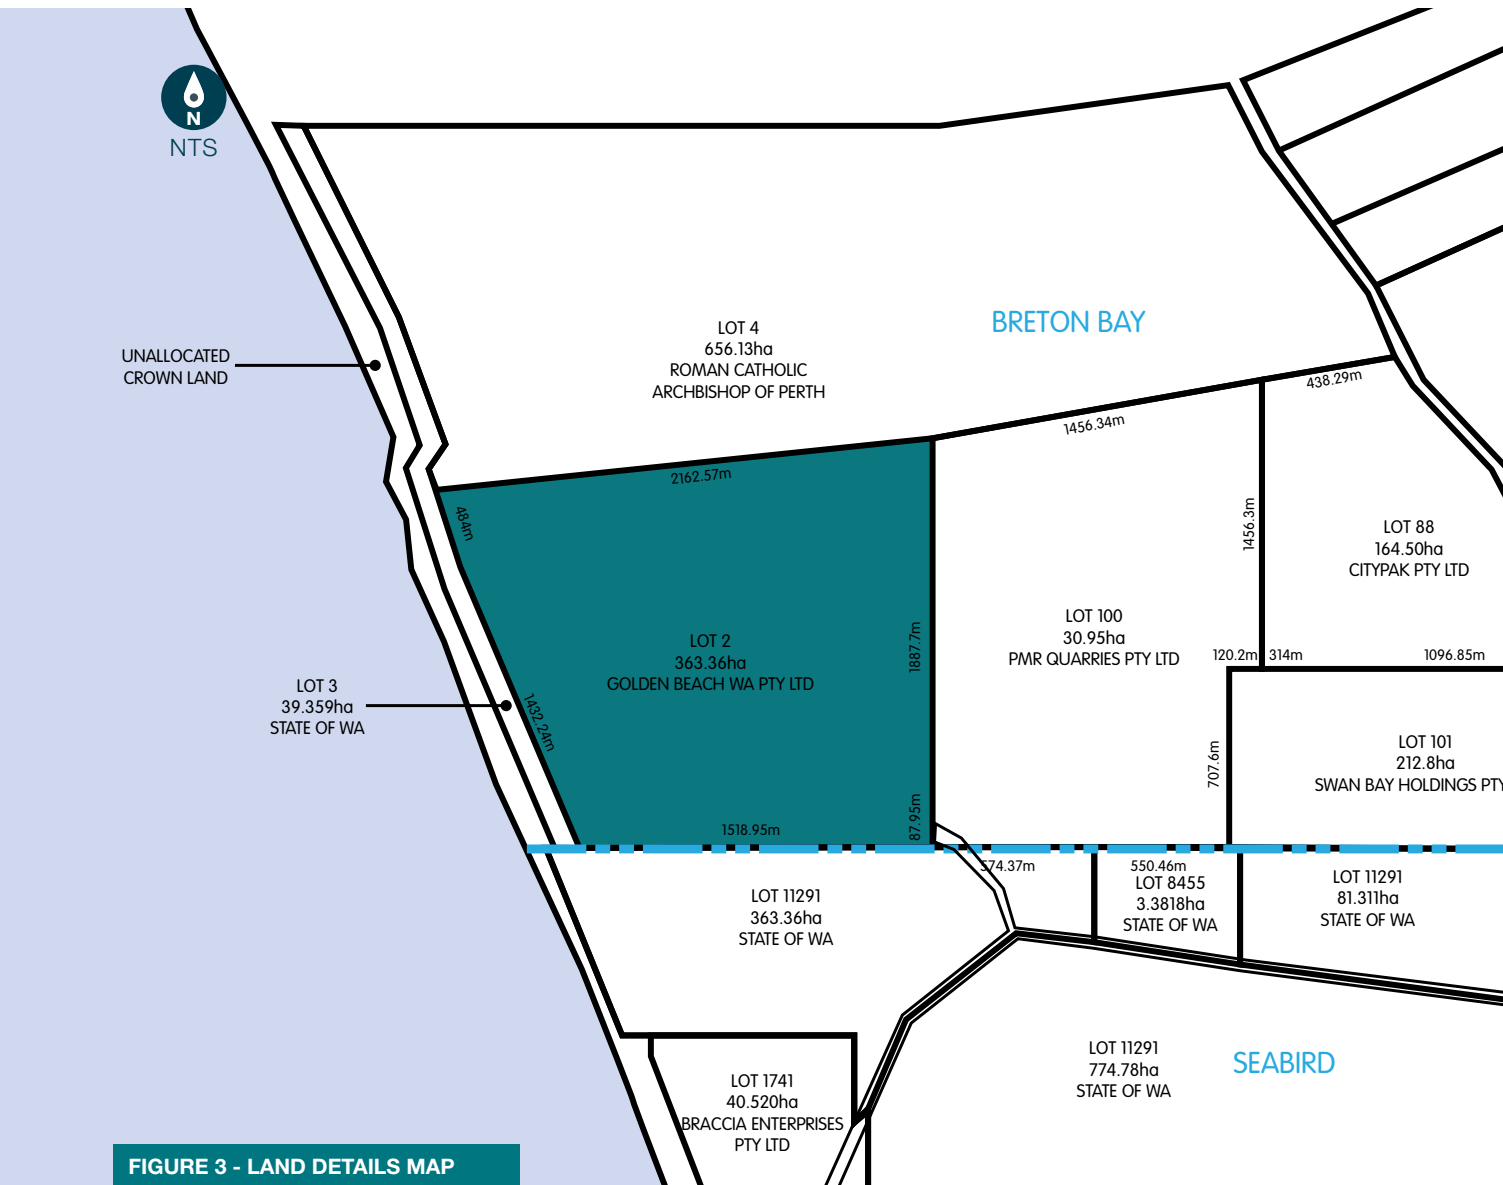 N
NTS
BRETON BAY
LOT 4
656.13ha
ROMAN CATHOLIC
ARCHBISHOP OF PERTH
UNALLOCATED
CROWN LAND
438.29m
1456.34m
2162.57m
484m
1456.3m
LOT 88
164.50ha
CITYPAK PTY LTD
LOT 100
30.95ha
PMR QUARRIES PTY LTD
120.2m
314m
1096.85m
LOT 2
363.36ha
GOLDEN BEACH WA PTY LTD
1887.7m
LOT 3
39.359ha
STATE OF WA
1432.24m
707.6m
LOT 101
212.8ha
SWAN BAY HOLDINGS PTY
87.95m
1518.95m
574.37m
550.46m
LOT 8455
3.3818ha
STATE OF WA
LOT 11291
81.311ha
STATE OF WA
LOT 11291
363.36ha
STATE OF WA
LOT 11291
774.78ha
STATE OF WA
SEABIRD
LOT 1741
40.520ha
BRACCIA ENTERPRISES
PTY LTD
FIGURE 3 - LAND DETAILS MAP